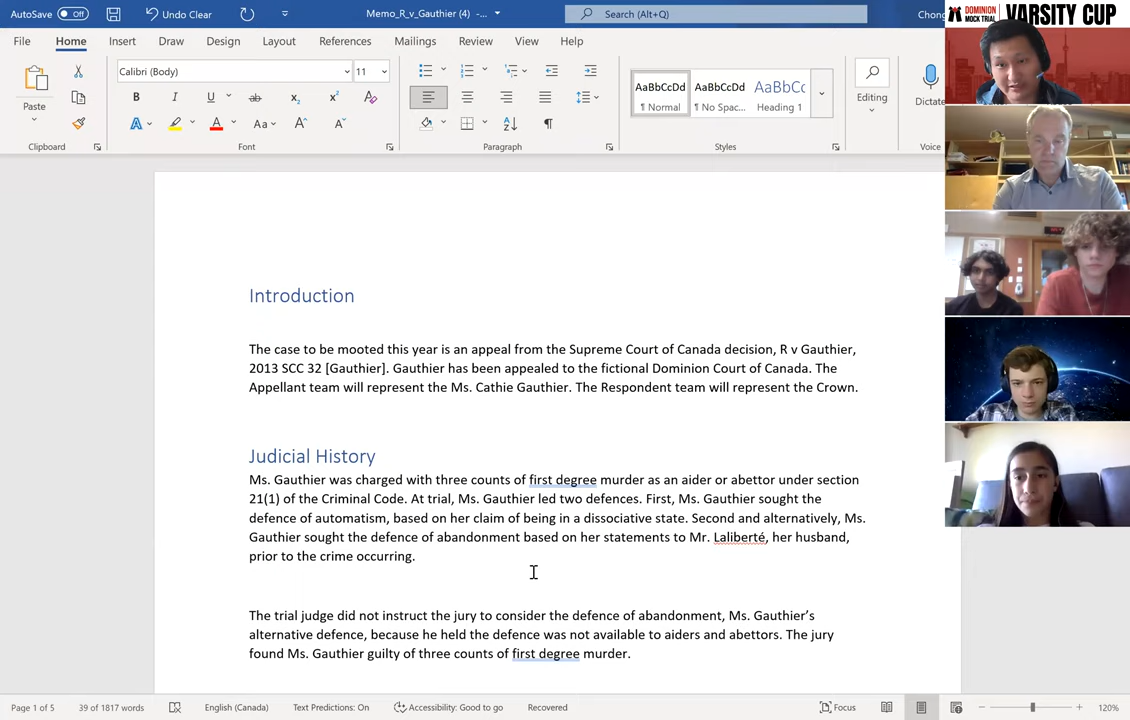 AutoSave Off Undo Clear Memo_R_v_Gauthier (4) -... Search (Alt+Q) Chong
DOMINION MOCK TRIAL VARSITY CUP
File Home Insert Draw Design Layout References Mailings Review View Help
Calibri (Body) 11
AaBbCcDd AaBbCcDd AaBbCc
¶ Normal ¶ No Spac... Heading 1
Paste Editing Dictate
Clipboard Font Paragraph Styles Voice
Introduction
The case to be mooted this year is an appeal from the Supreme Court of Canada decision, R v Gauthier,
2013 SCC 32 [Gauthier]. Gauthier has been appealed to the fictional Dominion Court of Canada. The
Appellant team will represent the Ms. Cathie Gauthier. The Respondent team will represent the Crown.
Judicial History
Ms. Gauthier was charged with three counts of first degree murder as an aider or abettor under section
21(1) of the Criminal Code. At trial, Ms. Gauthier led two defences. First, Ms. Gauthier sought the
defence of automatism, based on her claim of being in a dissociative state. Second and alternatively, Ms.
Gauthier sought the defence of abandonment based on her statements to Mr. Laliberté, her husband,
prior to the crime occurring.
The trial judge did not instruct the jury to consider the defence of abandonment, Ms. Gauthier's
alternative defence, because he held the defence was not available to aiders and abettors. The jury
found Ms. Gauthier guilty of three counts of first degree murder.
Page 1 of 5 39 of 1817 words English (Canada) Text Predictions: On Accessibility: Good to go Recovered Focus 120%